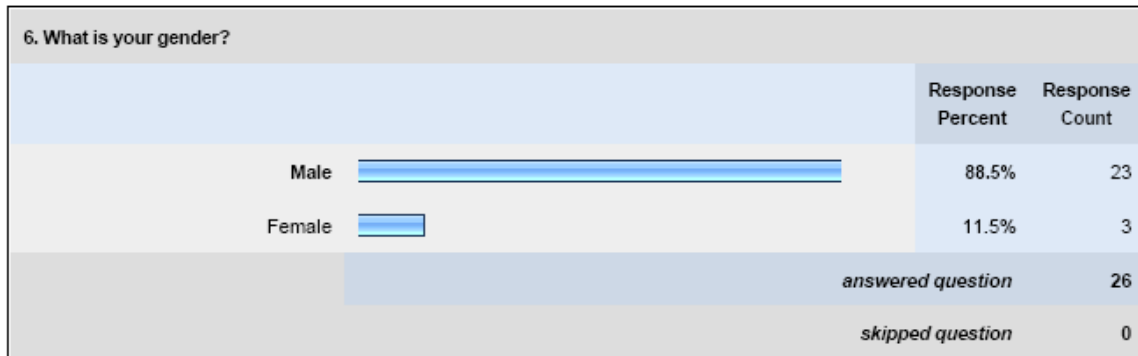 6. What is your gender?
Response Percent Response Count
Male 88.5% 23
Female 11.5% 3
answered question 26
skipped question 0